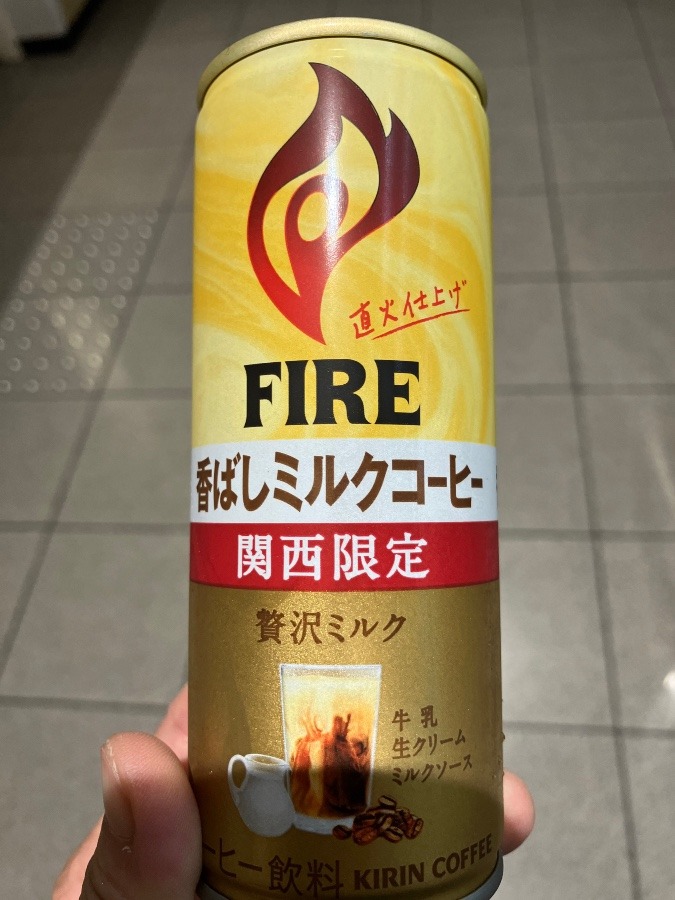 直火仕上げ
FIRE
香ばしミルクコーヒー
関西限定
贅沢ミルク
牛乳
生クリーム
ミルクソース
ーヒー飲料 KIRIN COFFEE